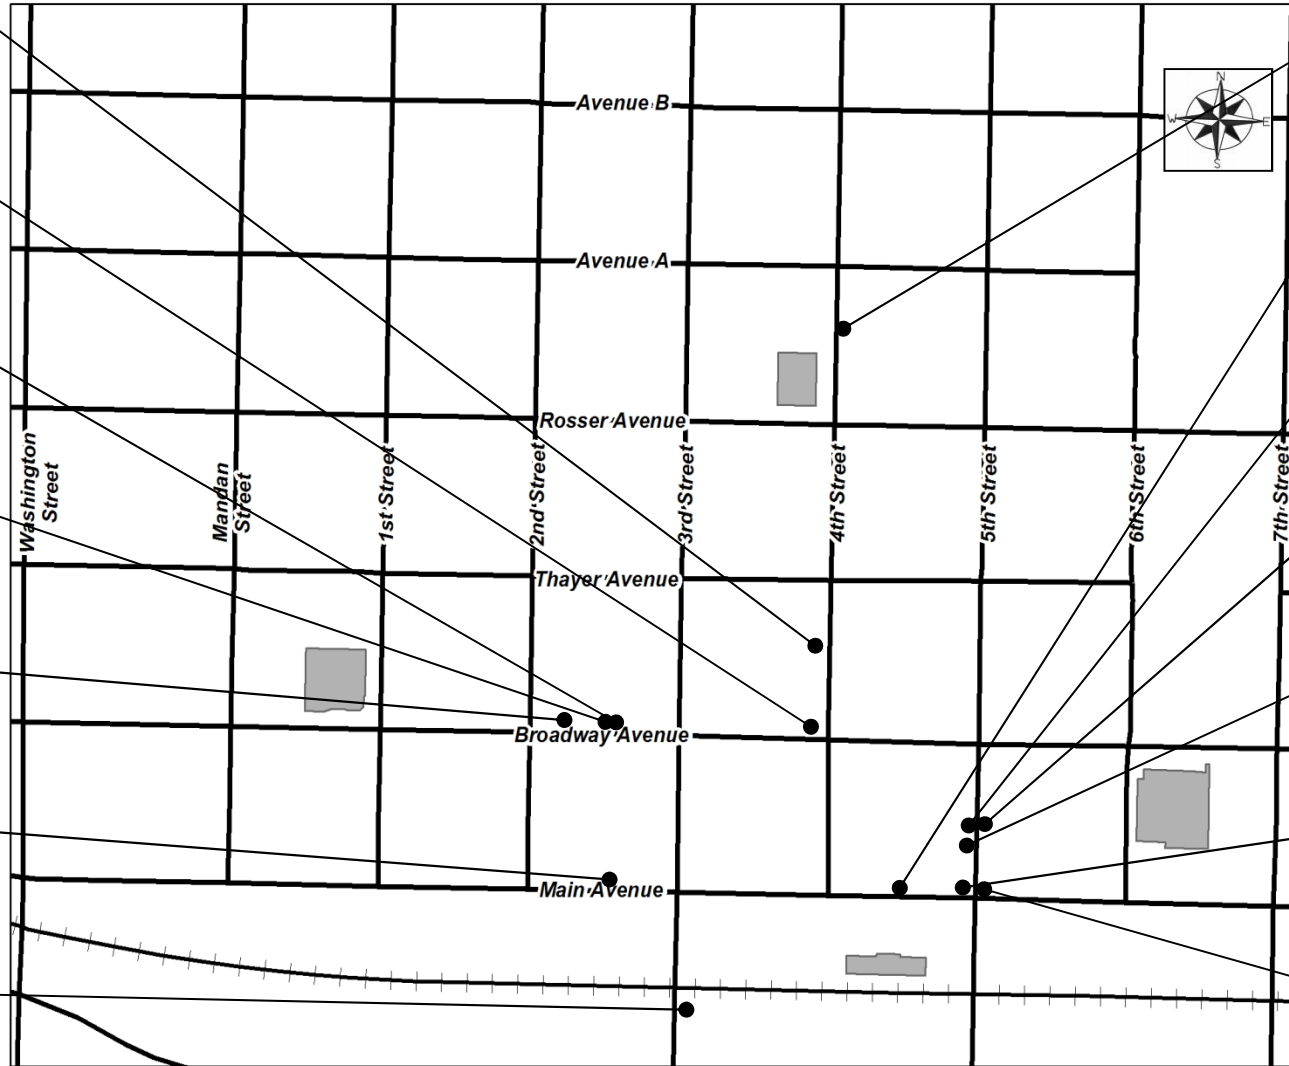 N
W
E
S
Avenue B
Avenue A
Rosser Avenue
Washington
Street
Mandan
Street
1st Street
2nd Street
3rd Street
4th Street
5th Street
6th Street
7th Street
Thayer Avenue
Broadway Avenue
Main Avenue